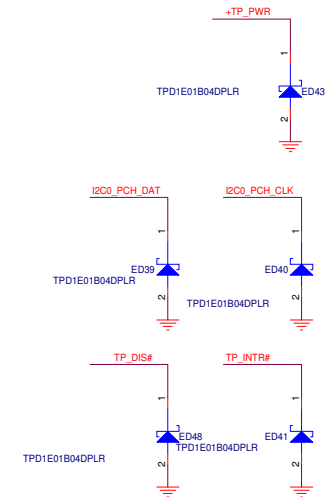 +TP_PWR
1
TPD1E01B04DPLR
ED43
2
I2C0_PCH_DAT
I2C0_PCH_CLK
1
1
ED39
ED40
TPD1E01B04DPLR
2
2
TPD1E01B04DPLR
TP_DIS#
TP_INTR#
1
1
ED48
ED41
TPD1E01B04DPLR
TPD1E01B04DPLR
2
2